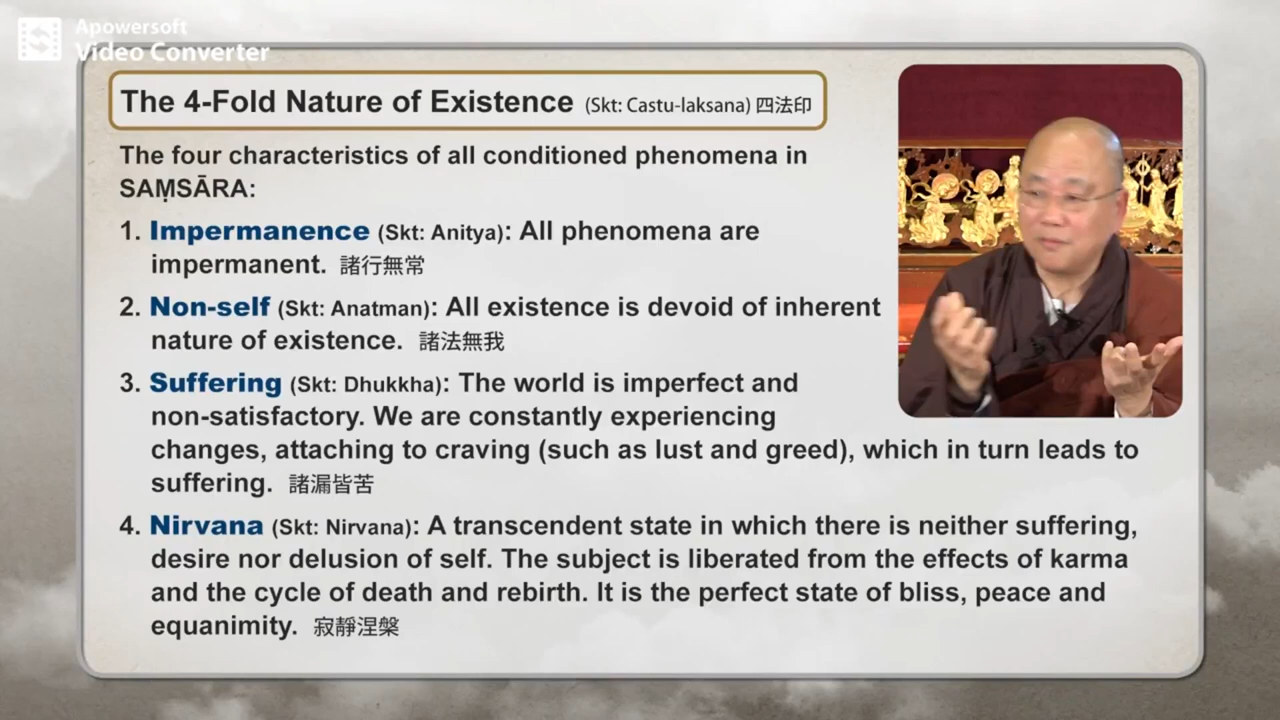 Apowersoft
Video Converter
The 4-Fold Nature of Existence (Skt: Castu-laksana) 四法印
The four characteristics of all conditioned phenomena in
SAṂSĀRA:
1. Impermanence (Skt: Anitya): All phenomena are
impermanent. 諸行無常
2. Non-self (Skt: Anatman): All existence is devoid of inherent
nature of existence. 諸法無我
3. Suffering (Skt: Dhukkha): The world is imperfect and
non-satisfactory. We are constantly experiencing
changes, attaching to craving (such as lust and greed), which in turn leads to
suffering. 諸漏皆苦
4. Nirvana (Skt: Nirvana): A transcendent state in which there is neither suffering,
desire nor delusion of self. The subject is liberated from the effects of karma
and the cycle of death and rebirth. It is the perfect state of bliss, peace and
equanimity. 寂靜涅槃